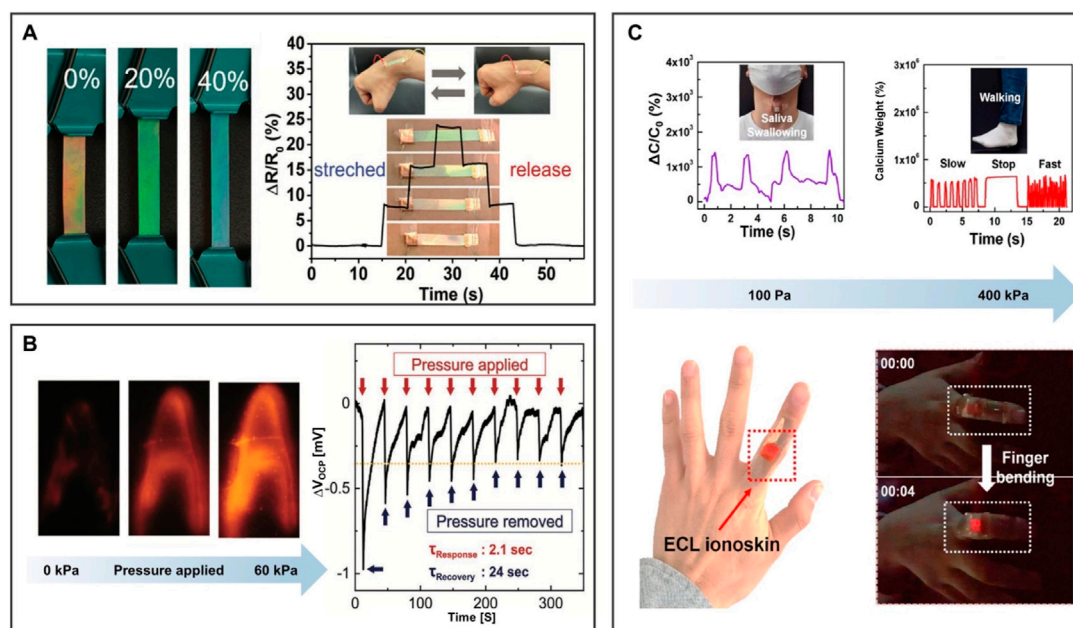 A
0%
20%
40%
ΔR/R0 (%)
40
35
30
25
20
15
10
5
0
streched
release
0
10
20
30
40
50
Time (s)
B
0 kPa
Pressure applied
60 kPa
ΔVOCP [mV]
0
-0.5
-1
Pressure applied
Pressure removed
τResponse : 2.1 sec
τRecovery : 24 sec
0
100
200
300
Time [S]
C
ΔC/C0 (%)
4x10³
3x10³
2x10³
1x10³
0
Saliva
Swallowing
0
2
4
6
8
10
Time (s)
Calcium Weight (%)
3x10⁶
2x10⁶
1x10⁶
0
Walking
Slow
Stop
Fast
0
5
10
15
20
Time (s)
100 Pa
400 kPa
ECL ionoskin
00:00
Finger
bending
00:04